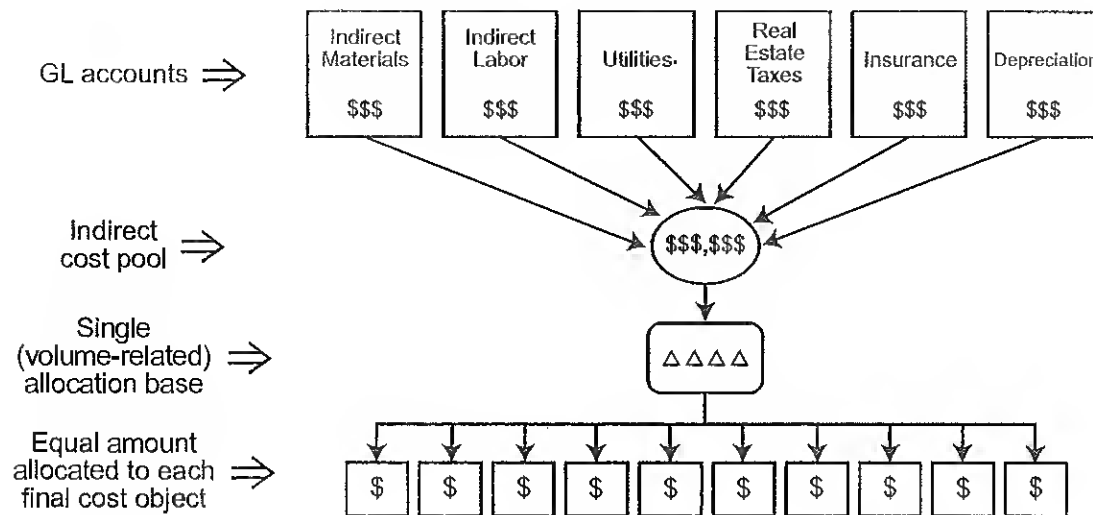 GL accounts
Indirect
Materials
$$$
Indirect
Labor
$$$
Utilities
$$$
Real
Estate
Taxes
$$$
Insurance
$$$
Depreciation
$$$
Indirect
cost pool
$$$,$$$
Single
(volume-related)
allocation base
Δ Δ Δ Δ
Equal amount
allocated to each
final cost object
$ $ $ $ $ $ $ $ $ $